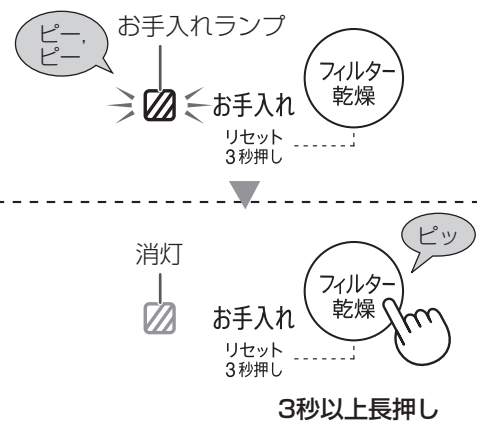 ピー,
ピー
お手入れランプ
フィルター
乾燥
お手入れ
リセット
3秒押し
ピッ
消灯
フィルター
乾燥
お手入れ
リセット
3秒押し
3秒以上長押し